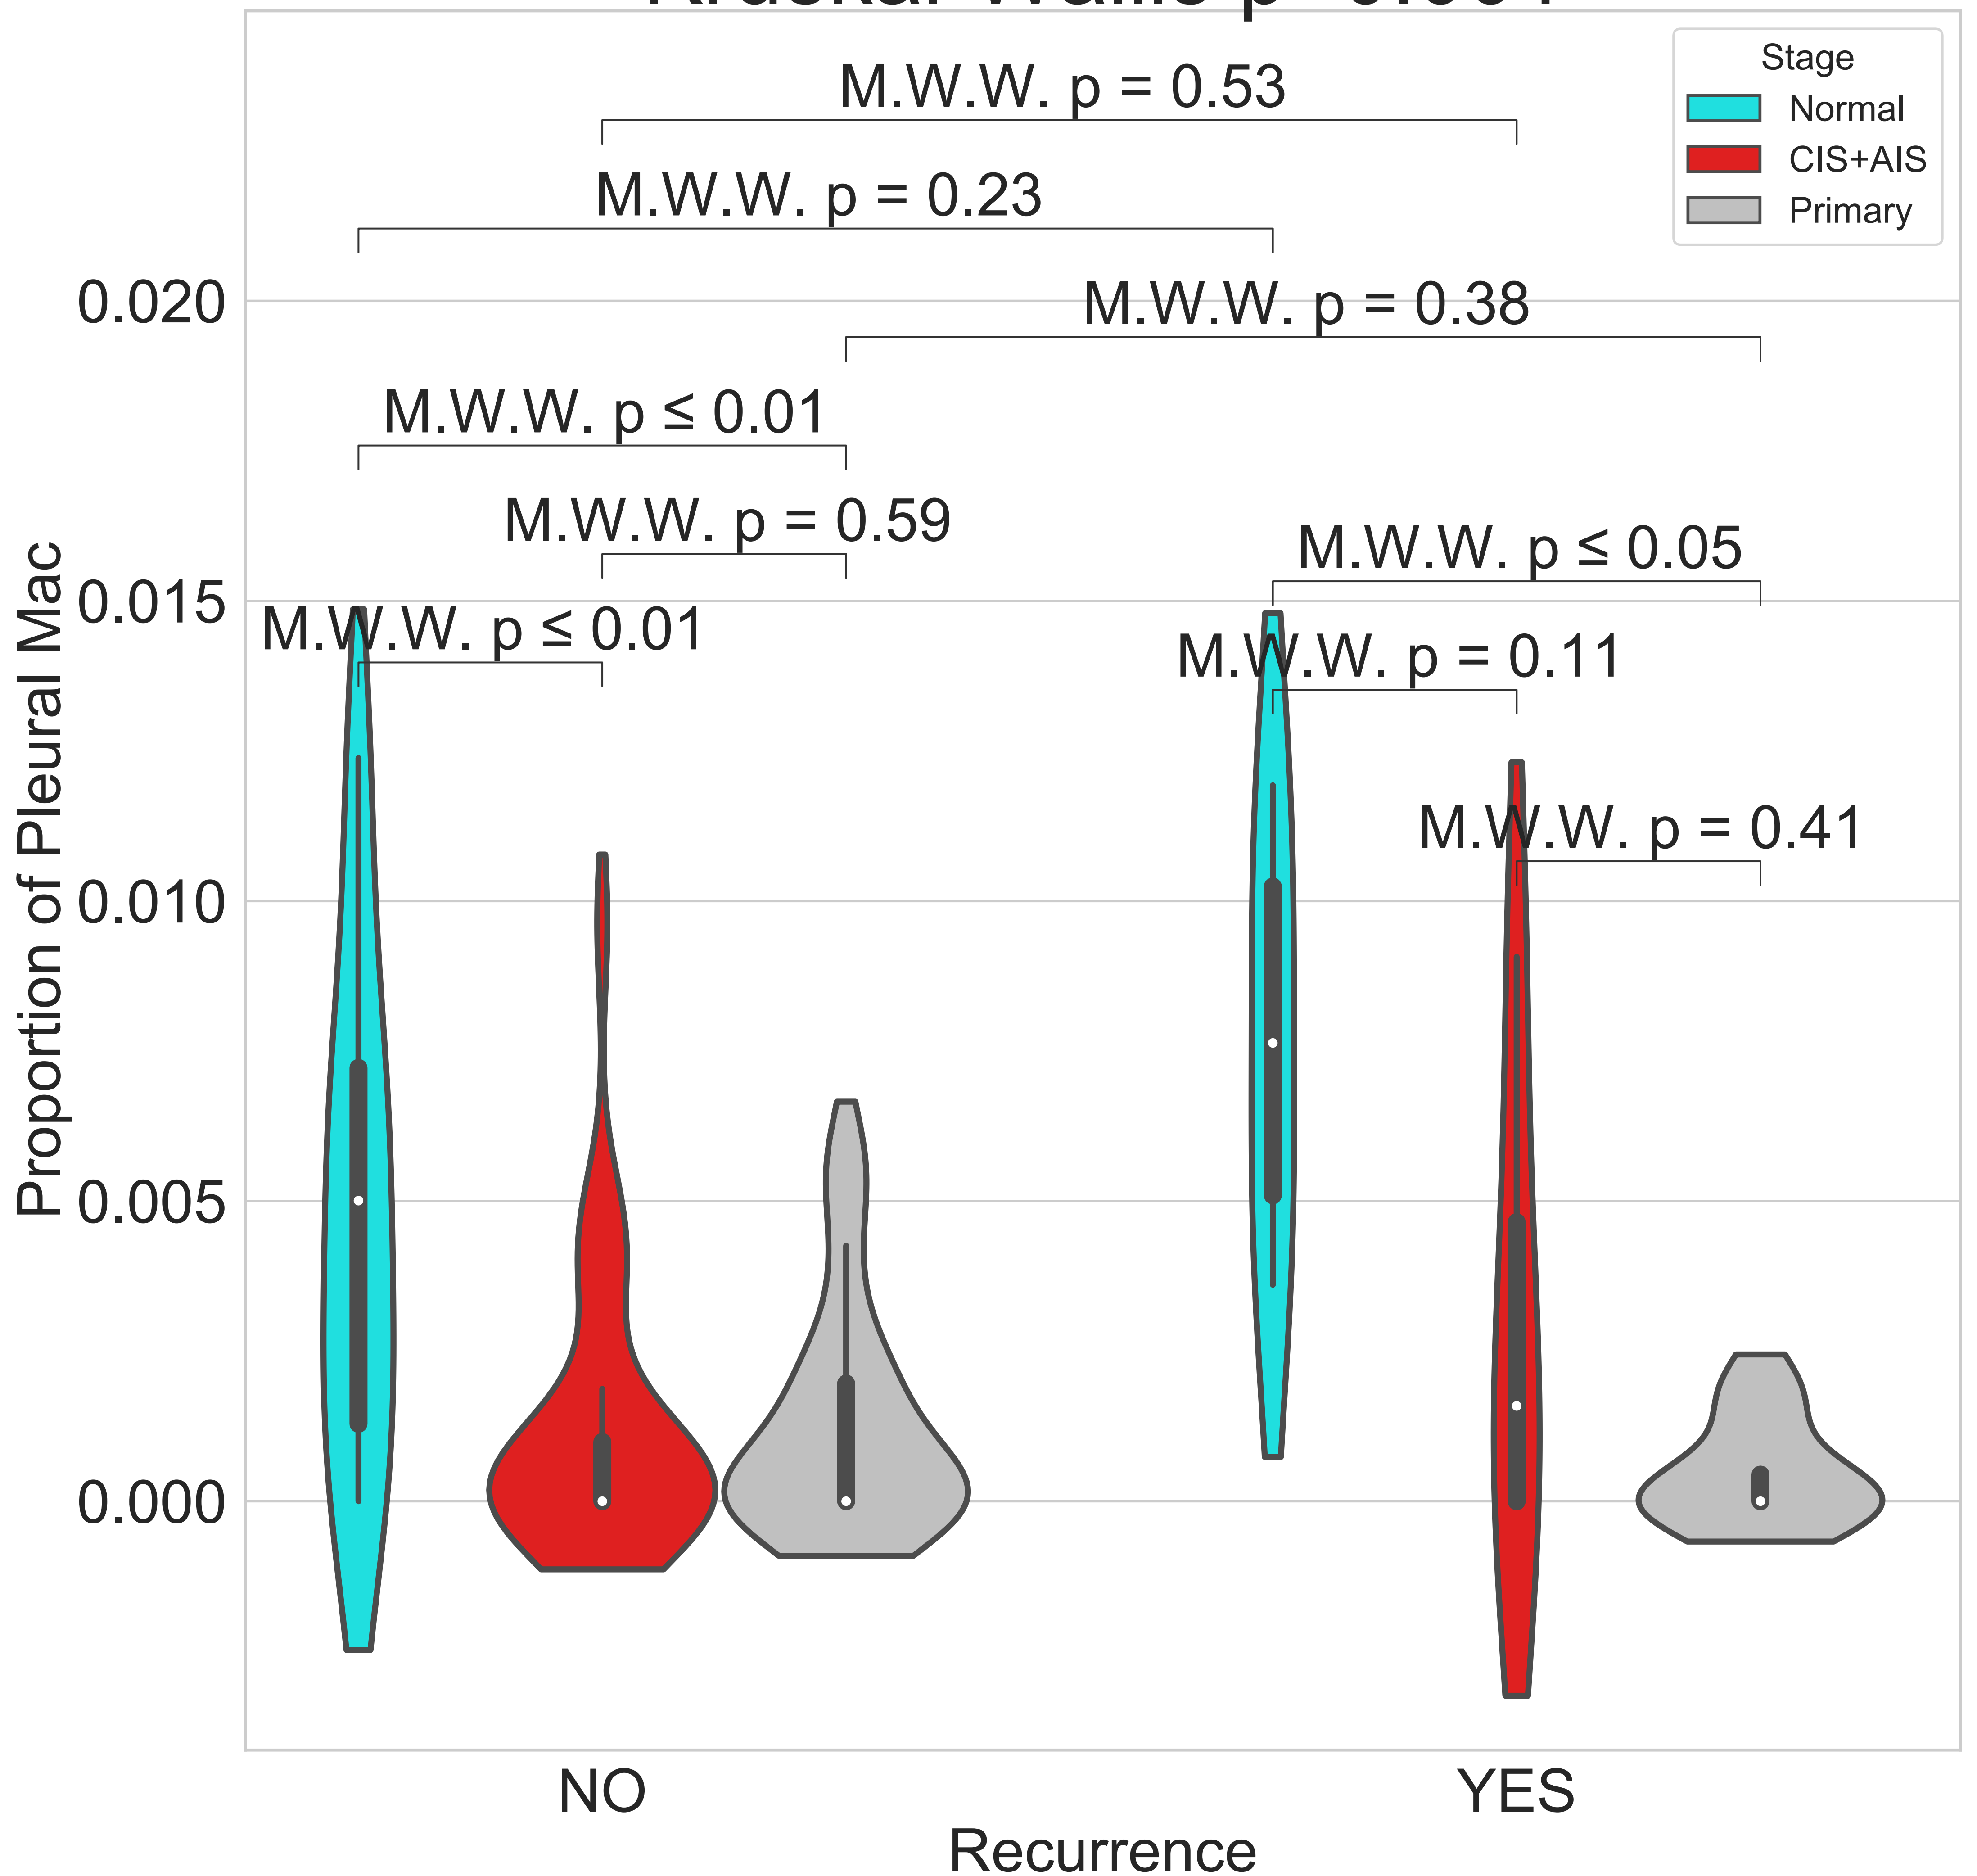 M.W.W. p = 0.53
M.W.W. p = 0.23
M.W.W. p = 0.38
M.W.W. p ≤ 0.01
M.W.W. p = 0.59
M.W.W. p ≤ 0.05
M.W.W. p ≤ 0.01
M.W.W. p = 0.11
M.W.W. p = 0.41
Stage
Normal
CIS+AIS
Primary
Proportion of Pleural Mac
0.020
0.015
0.010
0.005
0.000
NO
YES
Recurrence